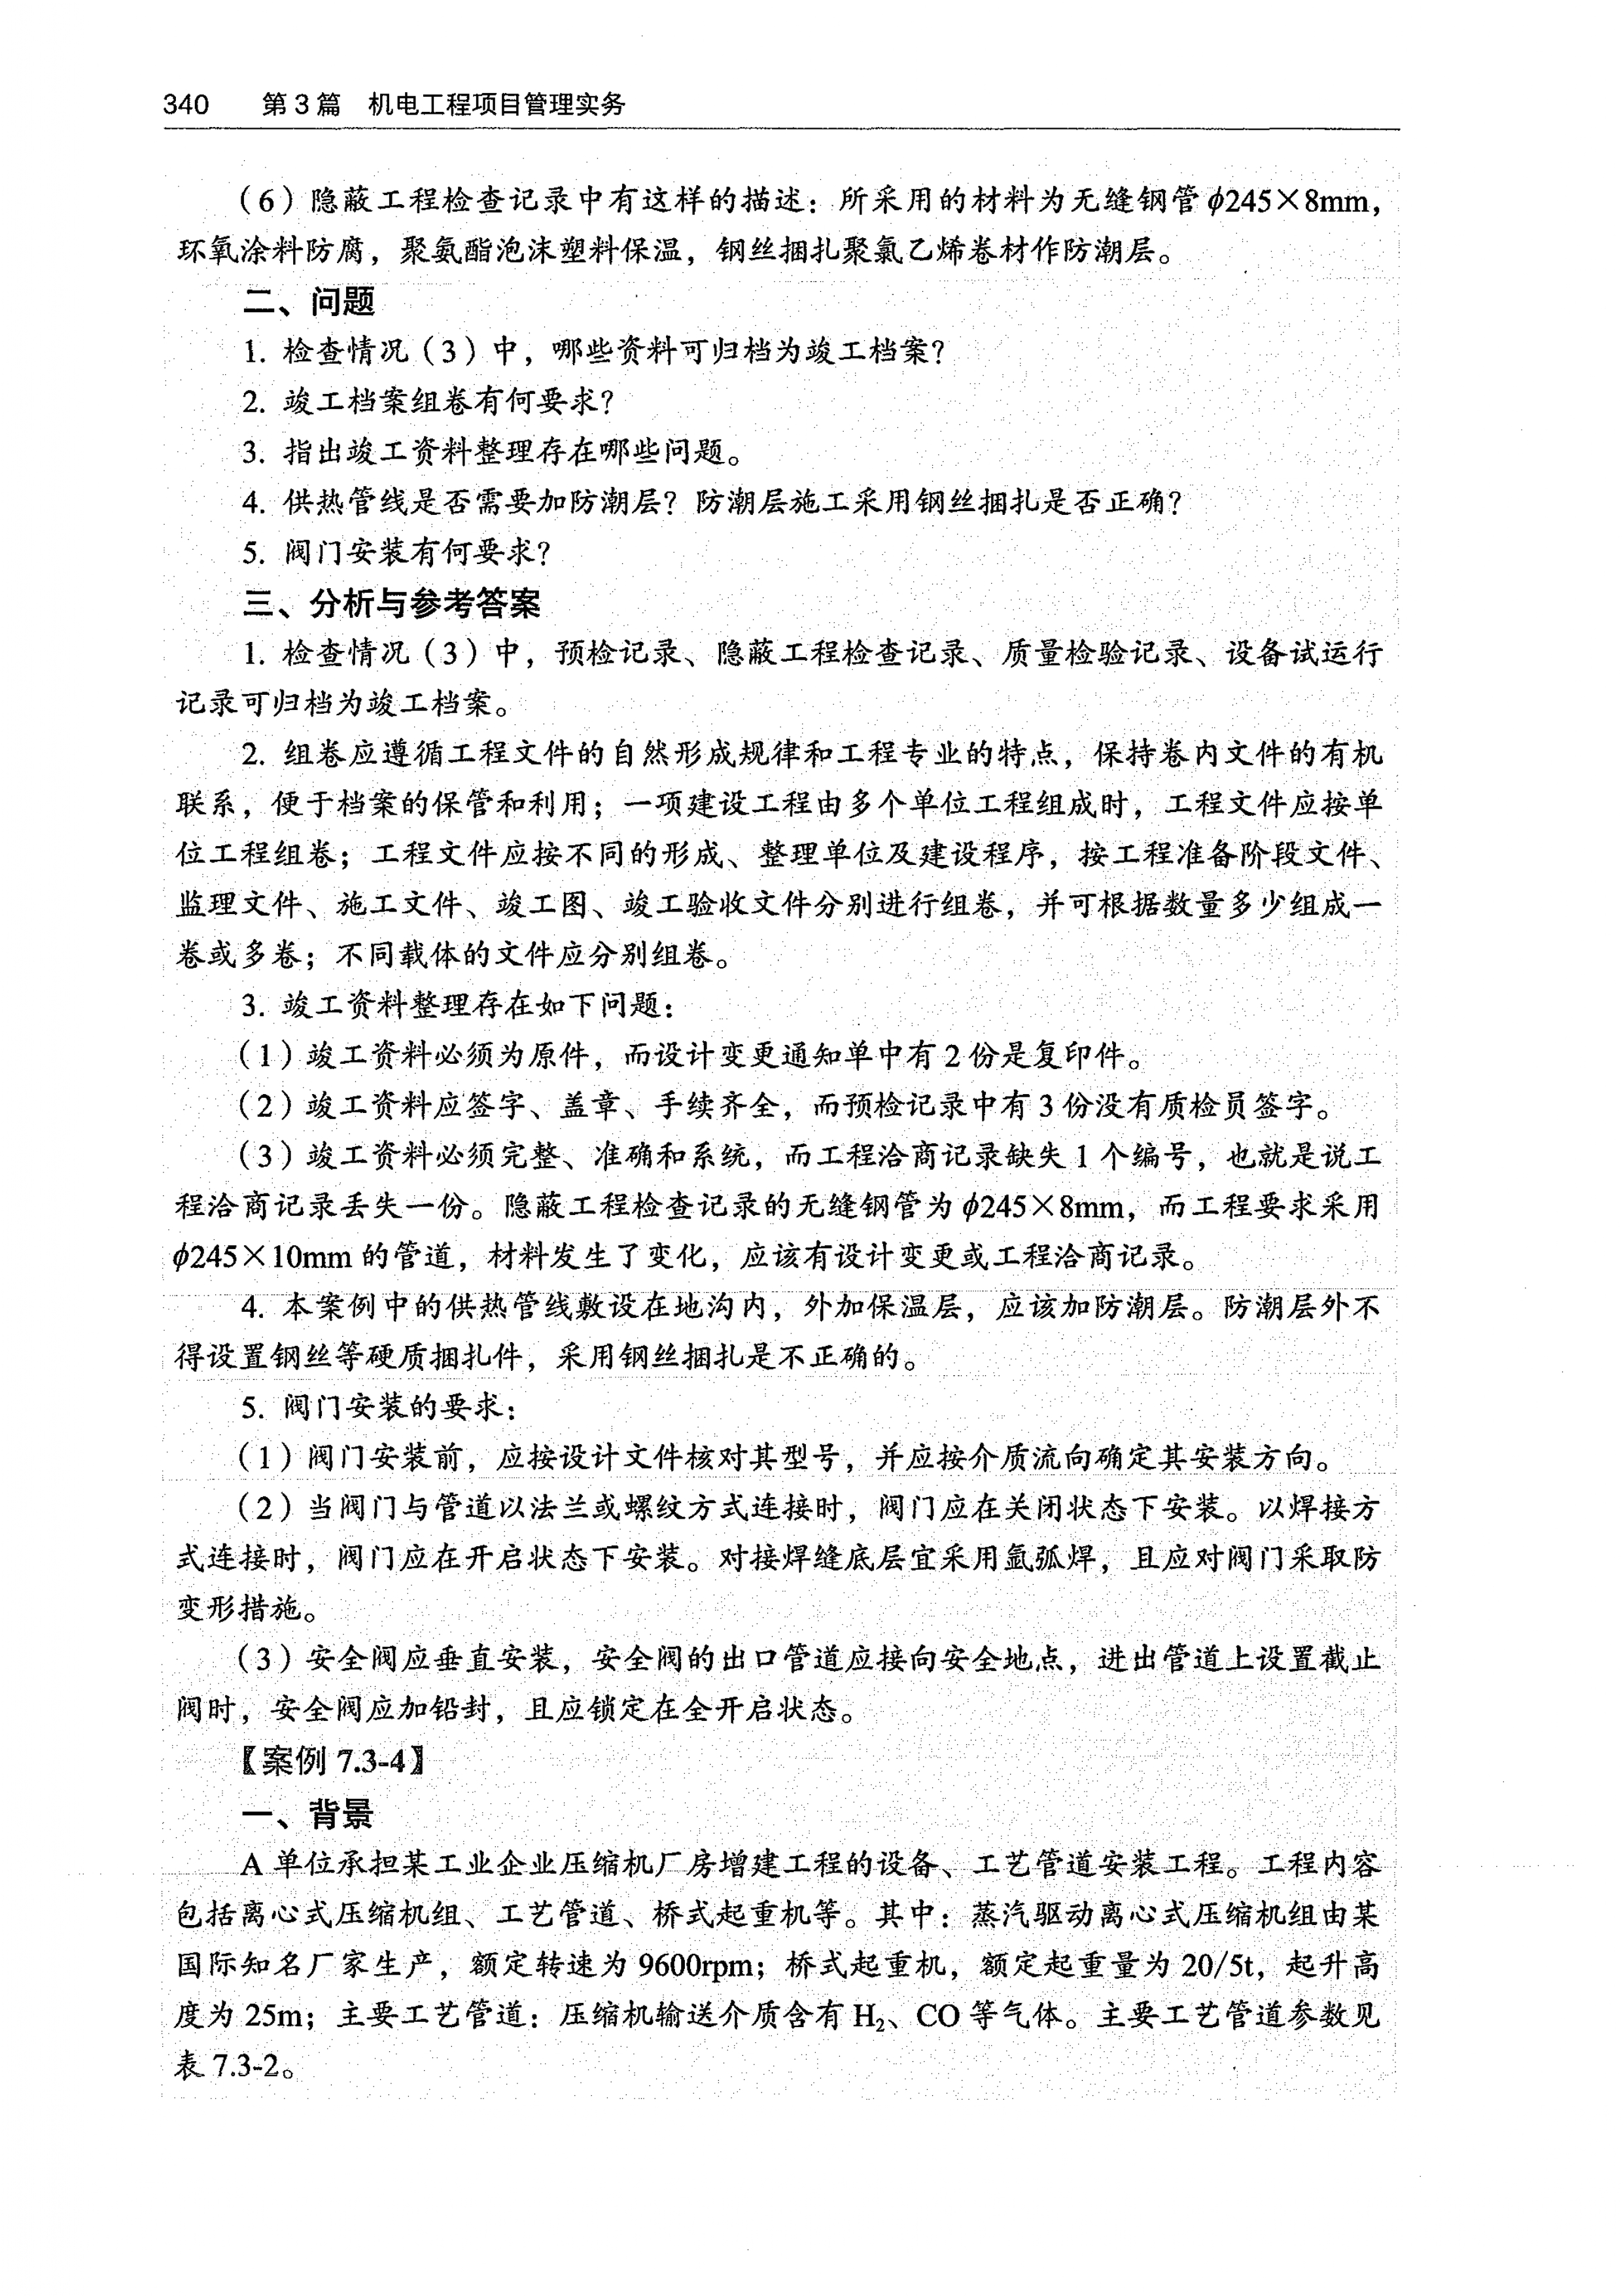 340 第3篇 机电工程项目管理实务
（6）隐蔽工程检查记录中有这样的描述：所采用的材料为无缝钢管ϕ245×8mm，
环氧涂料防腐，聚氨酯泡沫塑料保温，钢丝捆扎聚氯乙烯卷材作防潮层。
二、问题
1. 检查情况（3）中，哪些资料可归档为竣工档案？
2. 竣工档案组卷有何要求？
3. 指出竣工资料整理存在哪些问题。
4. 供热管线是否需要加防潮层？防潮层施工采用钢丝捆扎是否正确？
5. 阀门安装有何要求？
三、分析与参考答案
1. 检查情况（3）中，预检记录、隐蔽工程检查记录、质量检验记录、设备试运行
记录可归档为竣工档案。
2. 组卷应遵循工程文件的自然形成规律和工程专业的特点，保持卷内文件的有机
联系，便于档案的保管和利用；一项建设工程由多个单位工程组成时，工程文件应按单
位工程组卷；工程文件应按不同的形成、整理单位及建设程序，按工程准备阶段文件、
监理文件、施工文件、竣工图、竣工验收文件分别进行组卷，并可根据数量多少组成一
卷或多卷；不同载体的文件应分别组卷。
3. 竣工资料整理存在如下问题：
（1）竣工资料必须为原件，而设计变更通知单中有2份是复印件。
（2）竣工资料应签字、盖章、手续齐全，而预检记录中有3份没有质检员签字。
（3）竣工资料必须完整、准确和系统，而工程洽商记录缺失1个编号，也就是说工
程洽商记录丢失一份。隐蔽工程检查记录的无缝钢管为ϕ245×8mm，而工程要求采用
ϕ245×10mm的管道，材料发生了变化，应该有设计变更或工程洽商记录。
4. 本案例中的供热管线敷设在地沟内，外加保温层，应该加防潮层。防潮层外不
得设置钢丝等硬质捆扎件，采用钢丝捆扎是不正确的。
5. 阀门安装的要求：
（1）阀门安装前，应按设计文件核对其型号，并应按介质流向确定其安装方向。
（2）当阀门与管道以法兰或螺纹方式连接时，阀门应在关闭状态下安装。以焊接方
式连接时，阀门应在开启状态下安装。对接焊缝底层宜采用氩弧焊，且应对阀门采取防
变形措施。
（3）安全阀应垂直安装，安全阀的出口管道应接向安全地点，进出管道上设置截止
阀时，安全阀应加铅封，且应锁定在全开启状态。
【案例 7.3-4】
一、背景
A单位承担某工业企业压缩机厂房增建工程的设备、工艺管道安装工程。工程内容
包括离心式压缩机组、工艺管道、桥式起重机等。其中：蒸汽驱动离心式压缩机组由某
国际知名厂家生产，额定转速为9600rpm；桥式起重机，额定起重量为20/5t，起升高
度为25m；主要工艺管道：压缩机输送介质含有H₂、CO等气体。主要工艺管道参数见
表7.3-2。